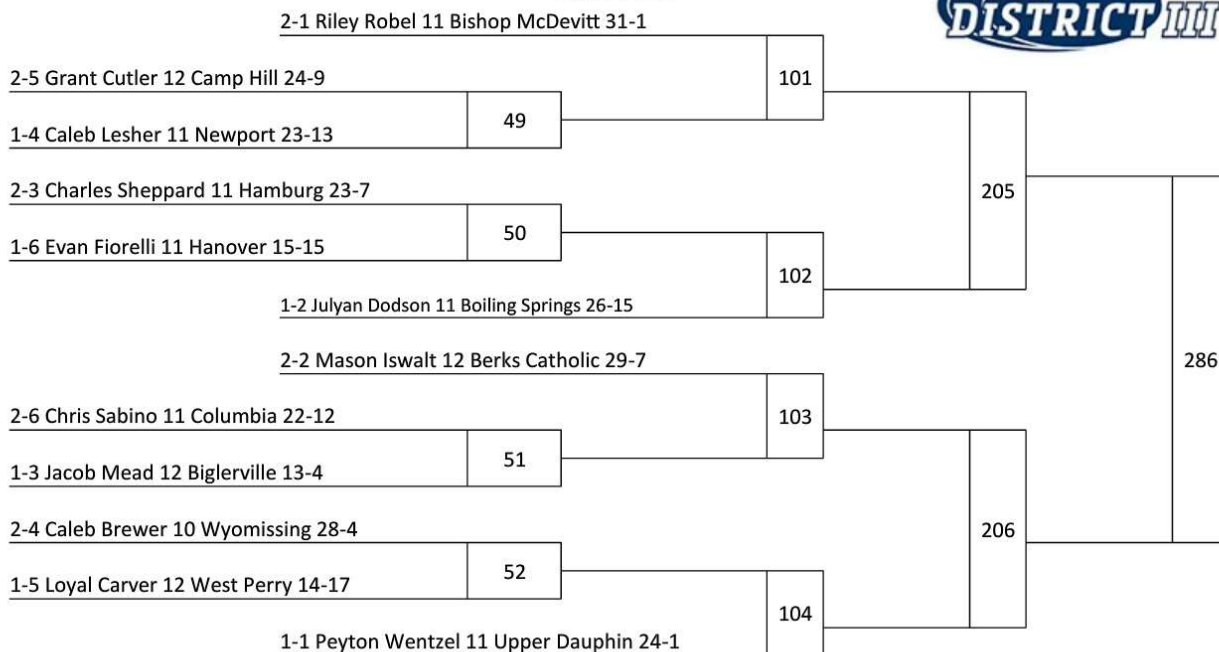 2-1 Riley Robel 11 Bishop McDevitt 31-1
DISTRICT III
101
2-5 Grant Cutler 12 Camp Hill 24-9
49
1-4 Caleb Lesher 11 Newport 23-13
2-3 Charles Sheppard 11 Hamburg 23-7
205
50
1-6 Evan Fiorelli 11 Hanover 15-15
102
1-2 Julyan Dodson 11 Boiling Springs 26-15
2-2 Mason Iswalt 12 Berks Catholic 29-7
286
2-6 Chris Sabino 11 Columbia 22-12
103
51
1-3 Jacob Mead 12 Biglerville 13-4
2-4 Caleb Brewer 10 Wyomissing 28-4
206
52
1-5 Loyal Carver 12 West Perry 14-17
104
1-1 Peyton Wentzel 11 Upper Dauphin 24-1